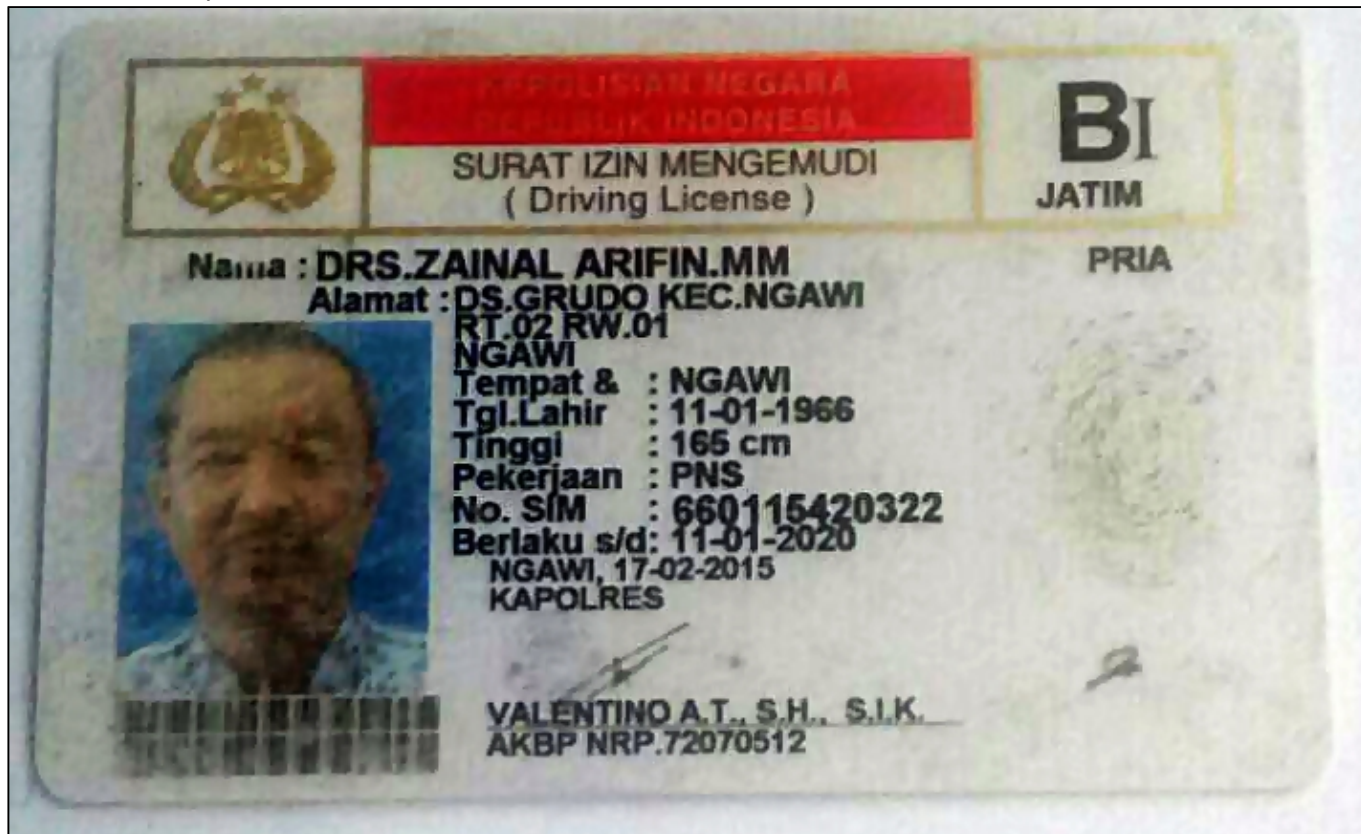 KEPOLISIAN NEGARA
REPUBLIK INDONESIA
SURAT IZIN MENGEMUDI
( Driving License )
BI
JATIM
Nama : DRS.ZAINAL ARIFIN.MM
PRIA
Alamat : DS.GRUDO KEC.NGAWI
RT.02 RW.01
NGAWI
Tempat & : NGAWI
Tgl.Lahir : 11-01-1966
Tinggi : 165 cm
Pekerjaan : PNS
No. SIM : 660115420322
Berlaku s/d: 11-01-2020
NGAWI, 17-02-2015
KAPOLRES
VALENTINO A.T., S.H., S.I.K.
AKBP NRP.72070512